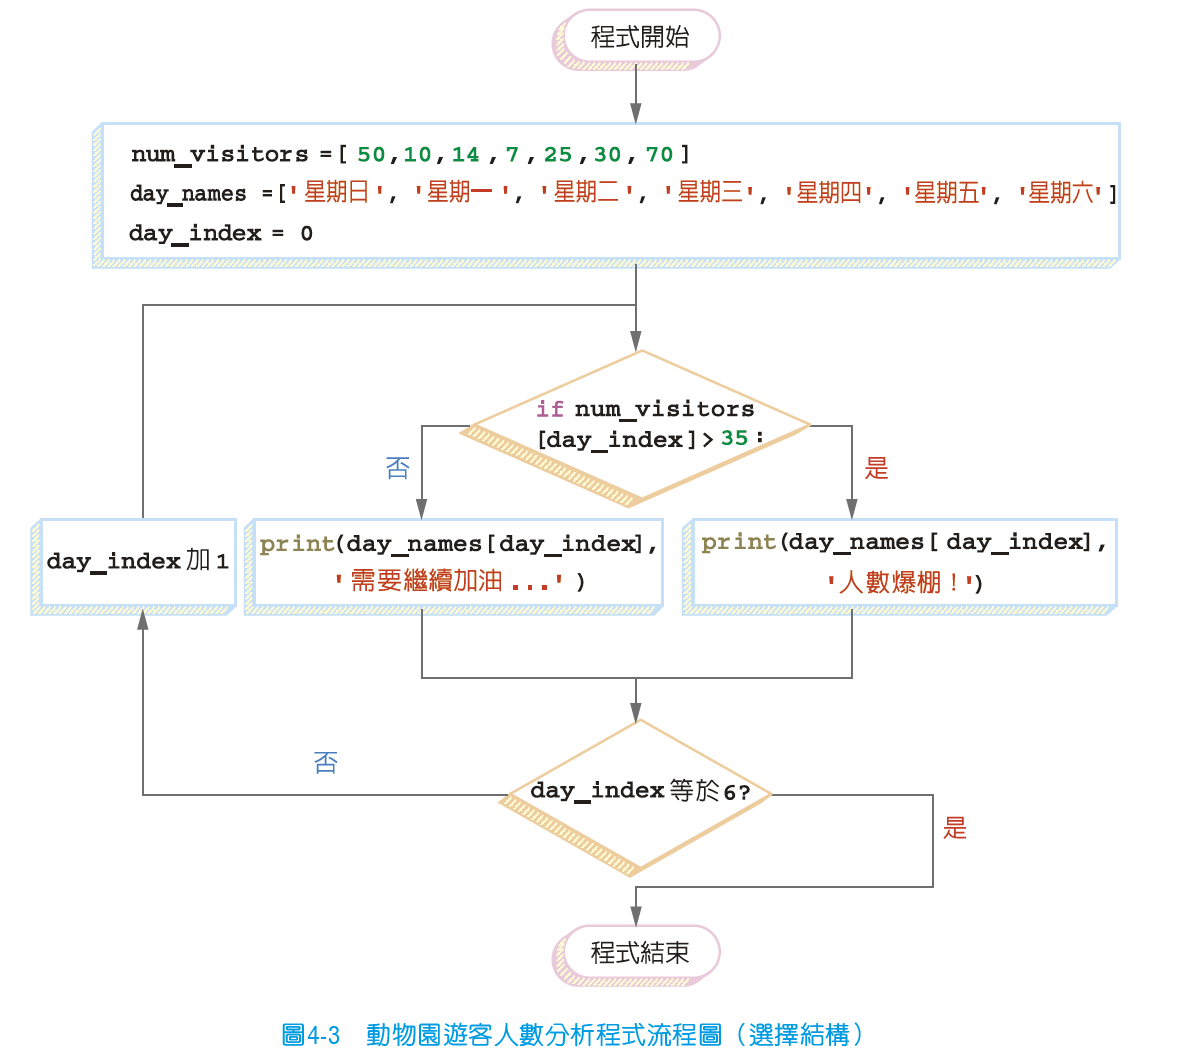 程式開始
num_visitors =[ 50,10,14 ,7,25,30,70]
day_names =['星期日', '星期一', '星期二', '星期三', '星期四', '星期五', '星期六']
day_index = 0
if num_visitors
[day_index]>35:
否
是
day_index 加 1
print(day_names[day_index],
'需要繼續加油...')
print(day_names[ day_index],
'人數爆棚！')
否
day_index 等於 6?
是
程式結束
圖4-3 動物園遊客人數分析程式流程圖（選擇結構）